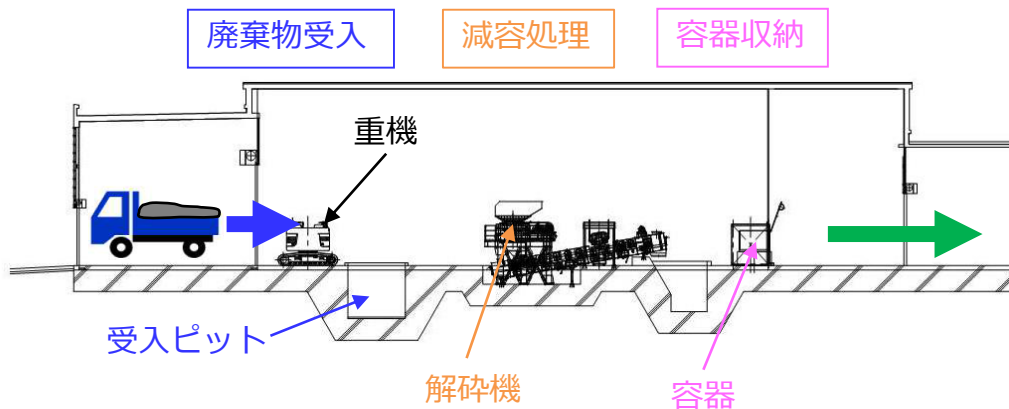 廃棄物受入
減容処理
容器収納
重機
受入ピット
解砕機
容器